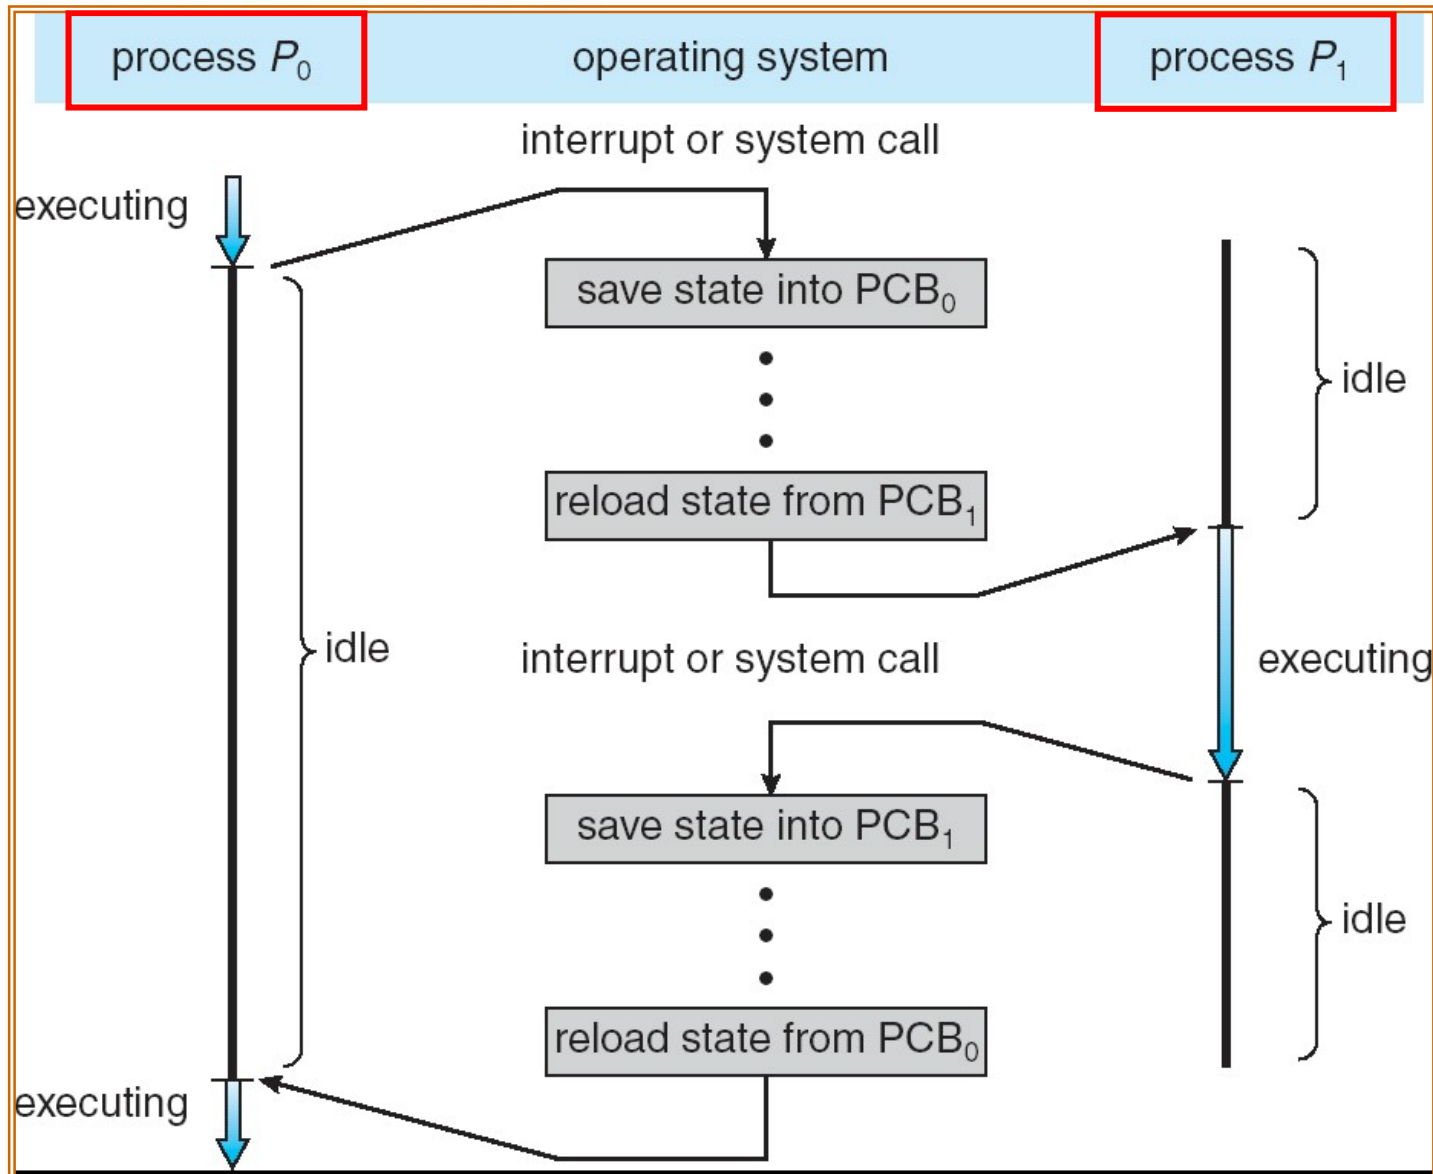 process P₀ operating system process P₁
interrupt or system call
executing
save state into PCB₀
idle
reload state from PCB₁
idle
interrupt or system call
executing
save state into PCB₁
idle
reload state from PCB₀
executing